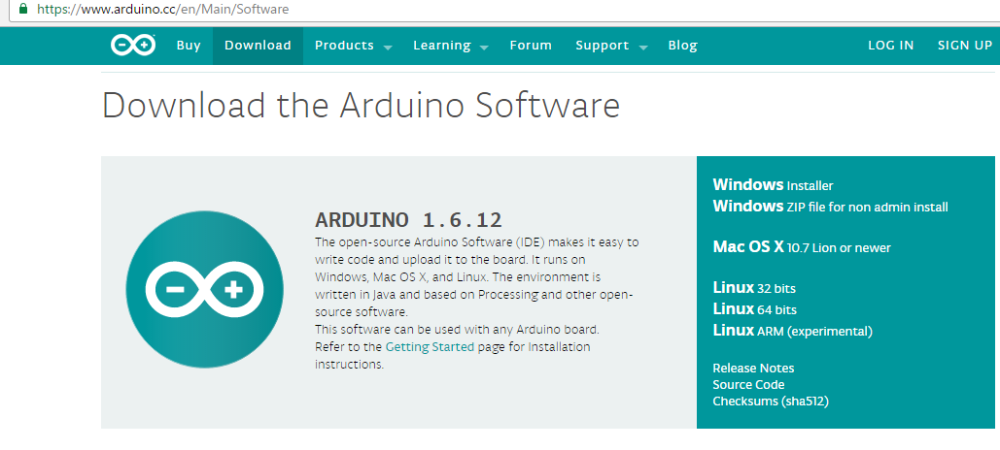 https://www.arduino.cc/en/Main/Software
Buy Download Products Learning Forum Support Blog LOG IN SIGN UP
Download the Arduino Software
ARDUINO 1.6.12
The open-source Arduino Software (IDE) makes it easy to
write code and upload it to the board. It runs on
Windows, Mac OS X, and Linux. The environment is
written in Java and based on Processing and other open-
source software.
This software can be used with any Arduino board.
Refer to the Getting Started page for Installation
instructions.
Windows Installer
Windows ZIP file for non admin install
Mac OS X 10.7 Lion or newer
Linux 32 bits
Linux 64 bits
Linux ARM (experimental)
Release Notes
Source Code
Checksums (sha512)